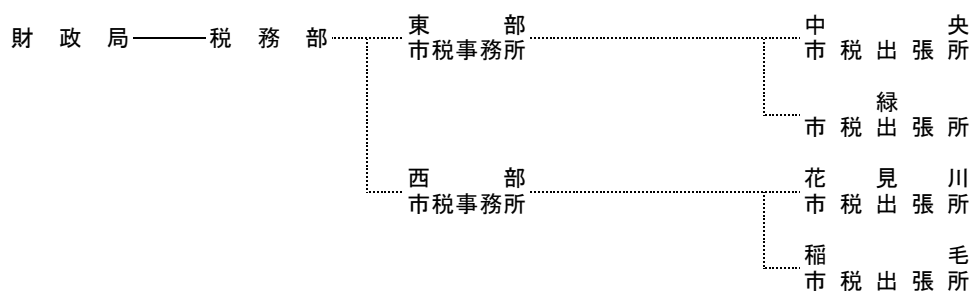 財政局 税務部
東部
市税事務所
中央
市税出張所
緑
市税出張所
西部
市税事務所
花見川
市税出張所
稲毛
市税出張所